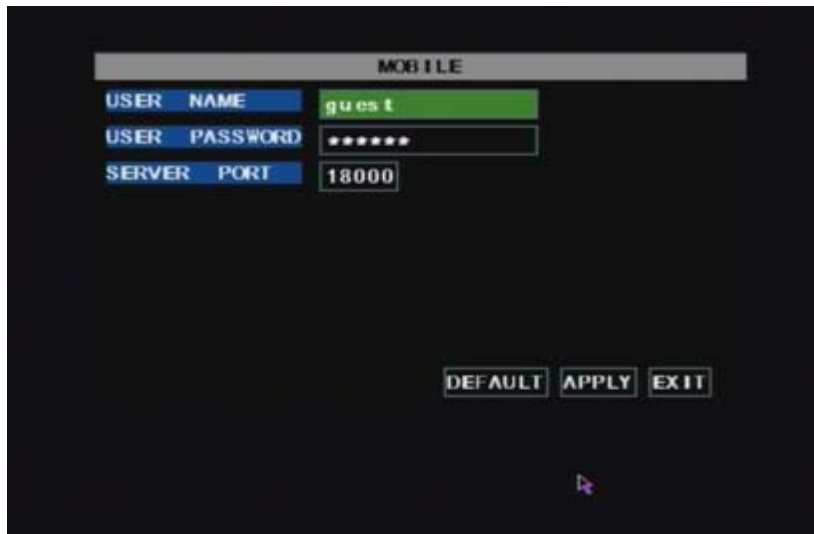 MOBILE
USER NAME guest
USER PASSWORD ******
SERVER PORT 18000
DEFAULT APPLY EXIT